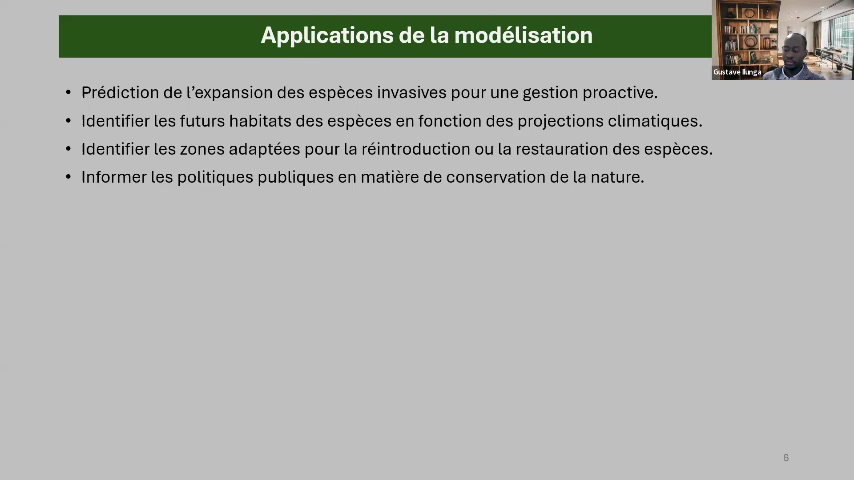 Applications de la modélisation
Gustave Ilunga
• Prédiction de l’expansion des espèces invasives pour une gestion proactive.
• Identifier les futurs habitats des espèces en fonction des projections climatiques.
• Identifier les zones adaptées pour la réintroduction ou la restauration des espèces.
• Informer les politiques publiques en matière de conservation de la nature.
6